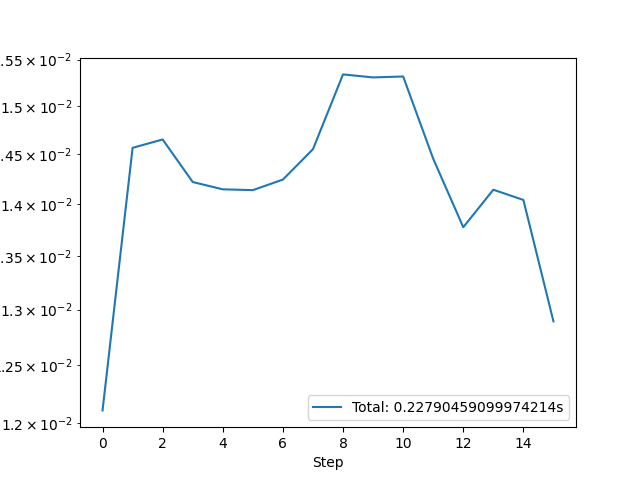 .55 × 10⁻²
1.5 × 10⁻²
.45 × 10⁻²
1.4 × 10⁻²
.35 × 10⁻²
1.3 × 10⁻²
.25 × 10⁻²
1.2 × 10⁻²
Total: 0.22790459099974214s
0 2 4 6 8 10 12 14
Step